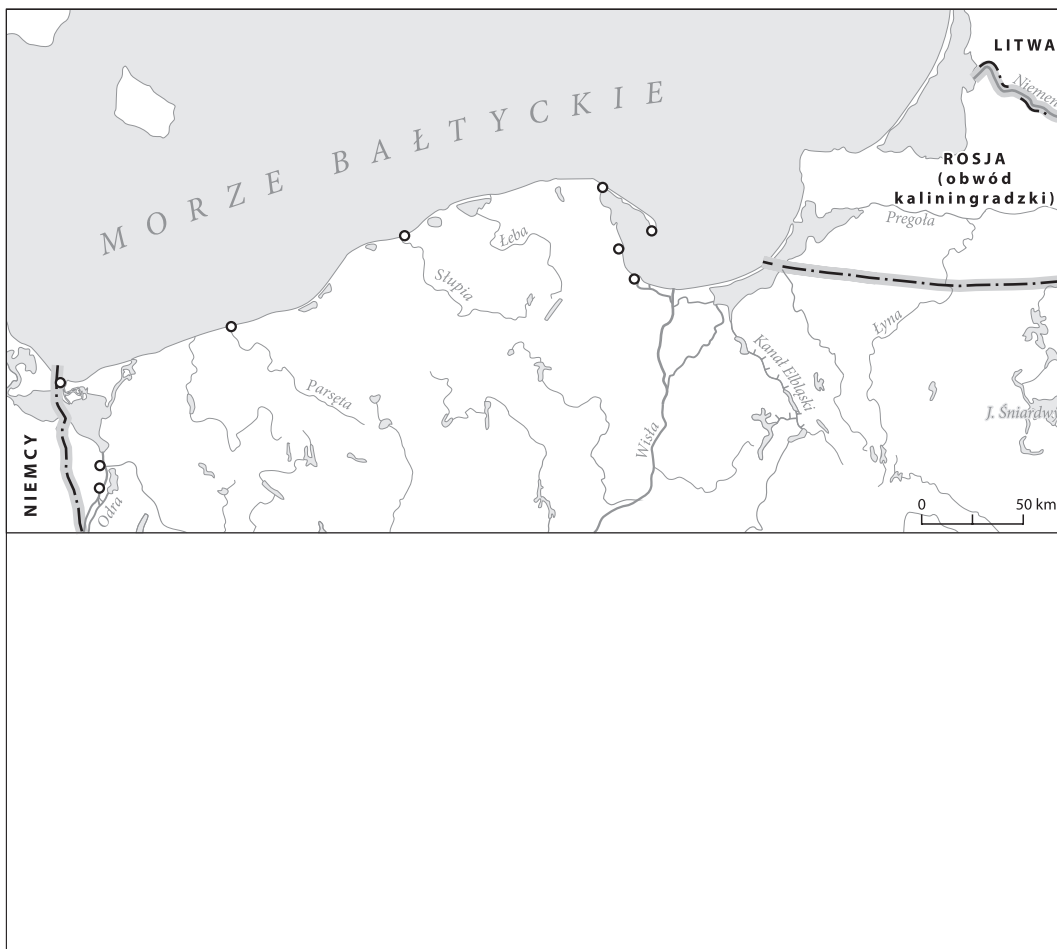 LITWA
Niemen
MORZE BAŁTYCKIE
ROSJA
(obwód
kaliningradzki)
Pregoła
Łeba
Słupia
Łyna
Kanał Elbląski
Parsęta
J. Śniardwy
Wisła
NIEMCY
Odra
0 50 km